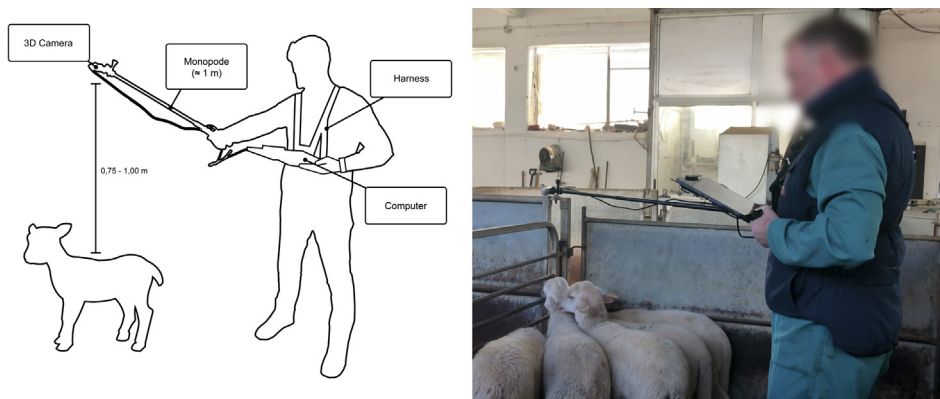 3D Camera
Monopode
(≈ 1 m)
Harness
0,75 - 1,00 m
Computer